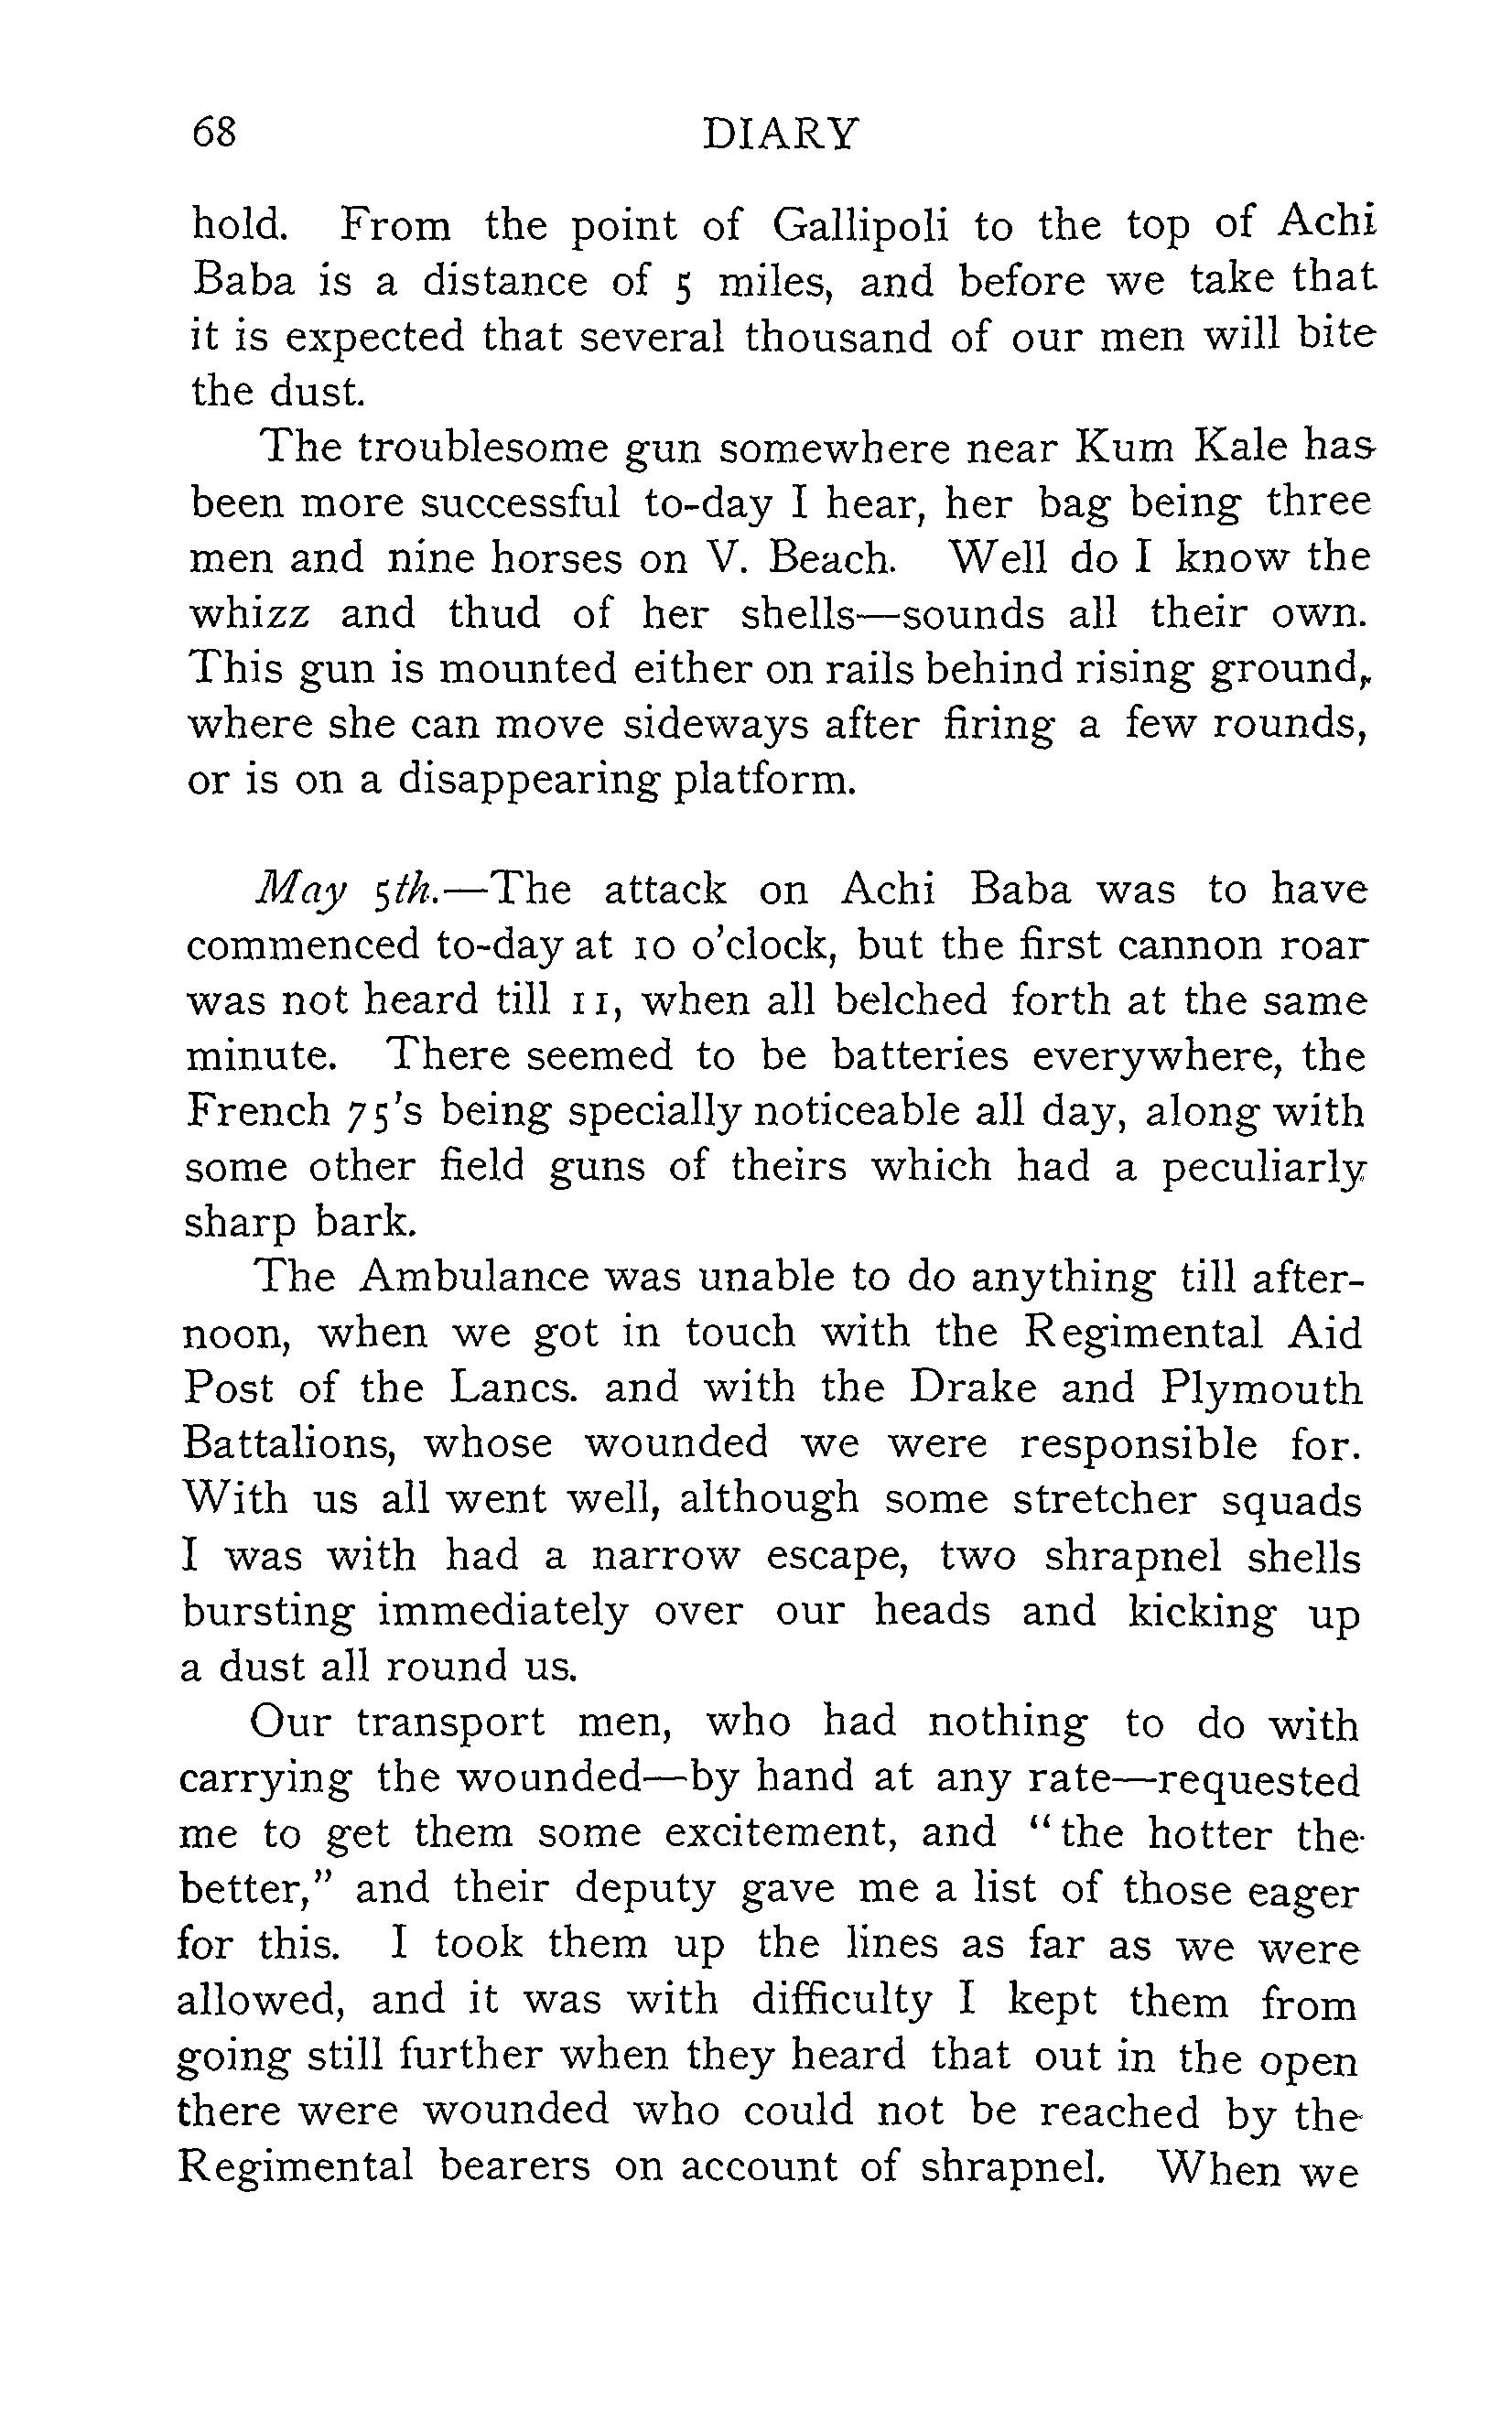 68 DIARY
hold. From the point of Gallipoli to the top of Achi
Baba is a distance of 5 miles, and before we take that
it is expected that several thousand of our men will bite
the dust.
The troublesome gun somewhere near Kum Kale has
been more successful to-day I hear, her bag being three
men and nine horses on V. Beach. Well do I know the
whizz and thud of her shells—sounds all their own.
This gun is mounted either on rails behind rising ground,
where she can move sideways after firing a few rounds,
or is on a disappearing platform.
May 5th.—The attack on Achi Baba was to have
commenced to-day at 10 o'clock, but the first cannon roar
was not heard till 11, when all belched forth at the same
minute. There seemed to be batteries everywhere, the
French 75's being specially noticeable all day, along with
some other field guns of theirs which had a peculiarly
sharp bark.
The Ambulance was unable to do anything till after-
noon, when we got in touch with the Regimental Aid
Post of the Lancs. and with the Drake and Plymouth
Battalions, whose wounded we were responsible for.
With us all went well, although some stretcher squads
I was with had a narrow escape, two shrapnel shells
bursting immediately over our heads and kicking up
a dust all round us.
Our transport men, who had nothing to do with
carrying the wounded—by hand at any rate—requested
me to get them some excitement, and "the hotter the
better," and their deputy gave me a list of those eager
for this. I took them up the lines as far as we were
allowed, and it was with difficulty I kept them from
going still further when they heard that out in the open
there were wounded who could not be reached by the
Regimental bearers on account of shrapnel. When we